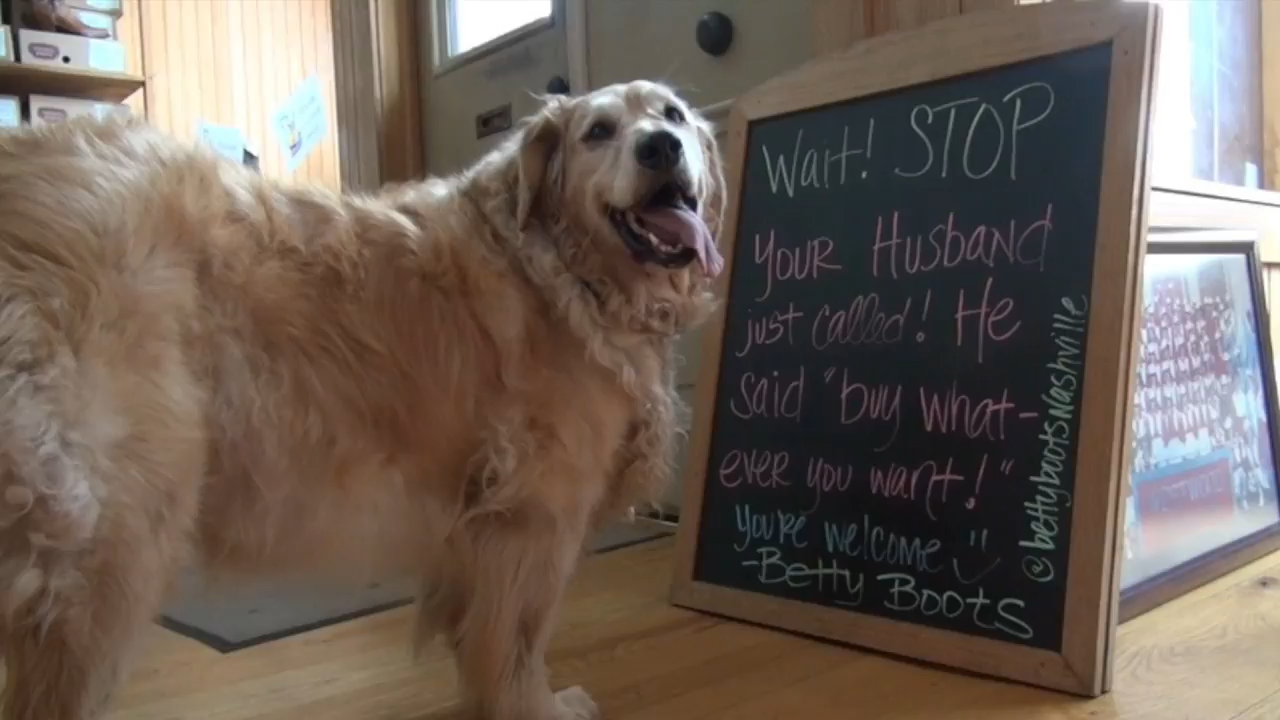 Wait! STOP
Your Husband
just called! He
said "buy what-
ever you want!"
You're welcome
-Betty Boots
@bettybootsNashville